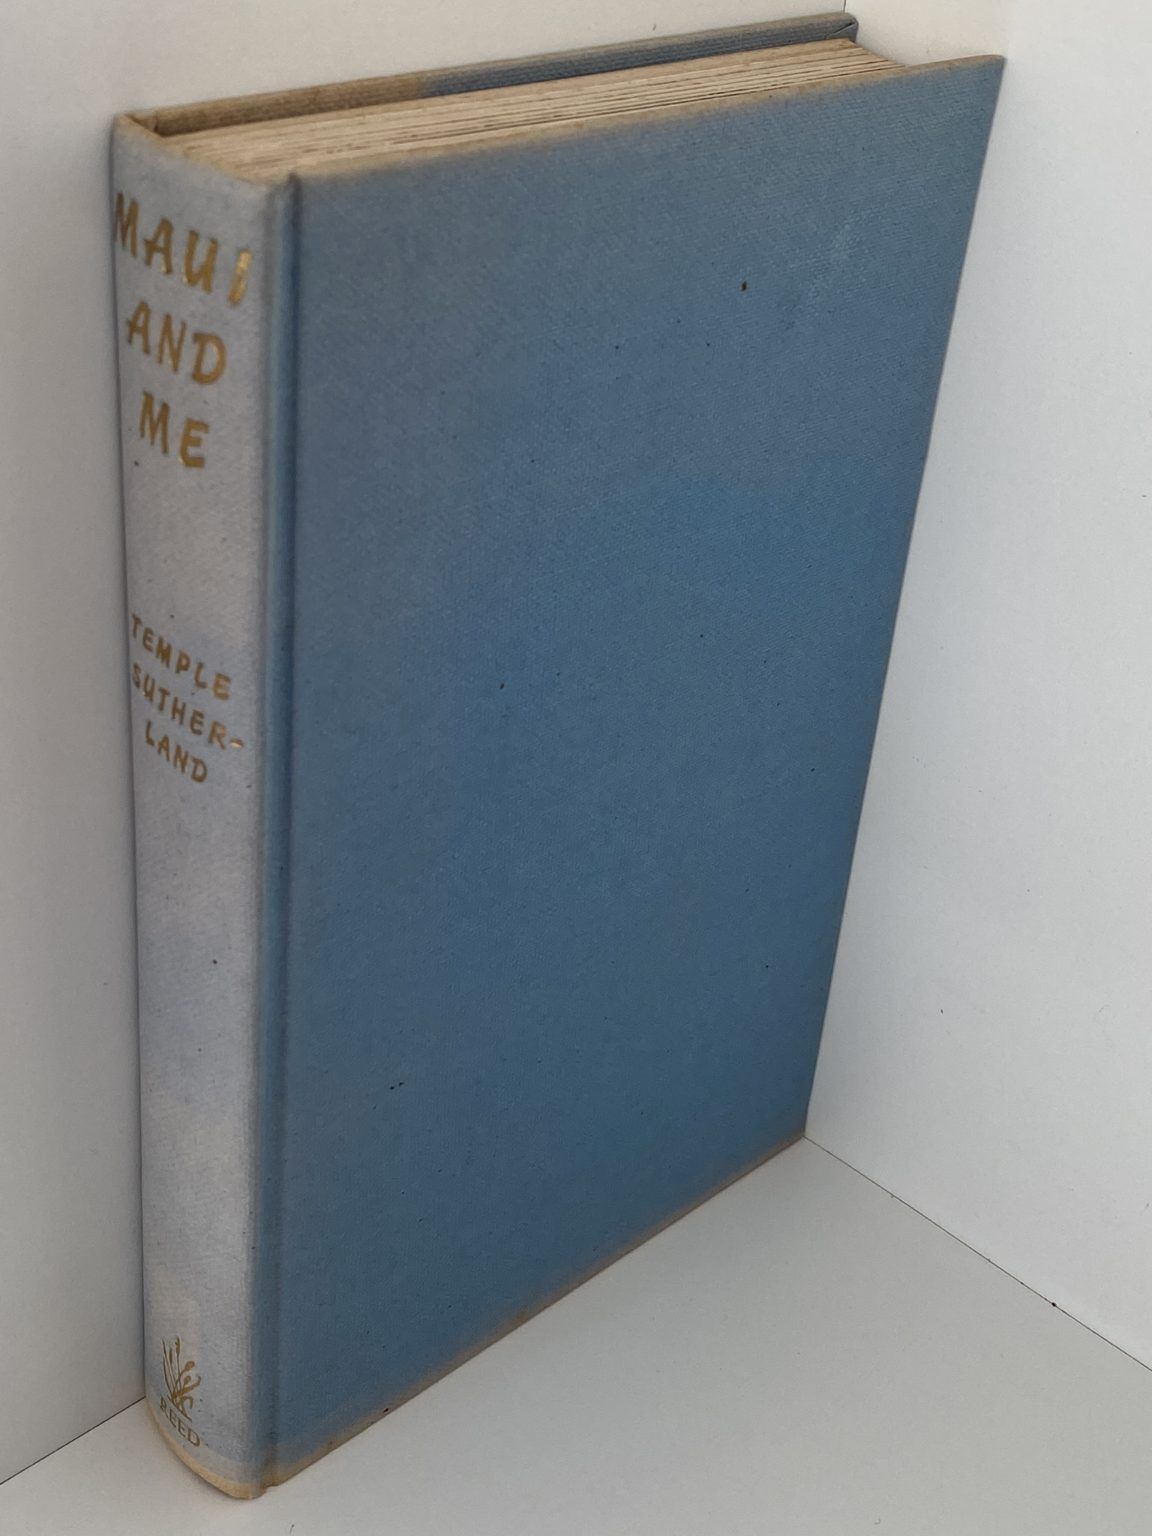 MAUI
AND
ME
TEMPLE
SUTHER-
LAND
REED